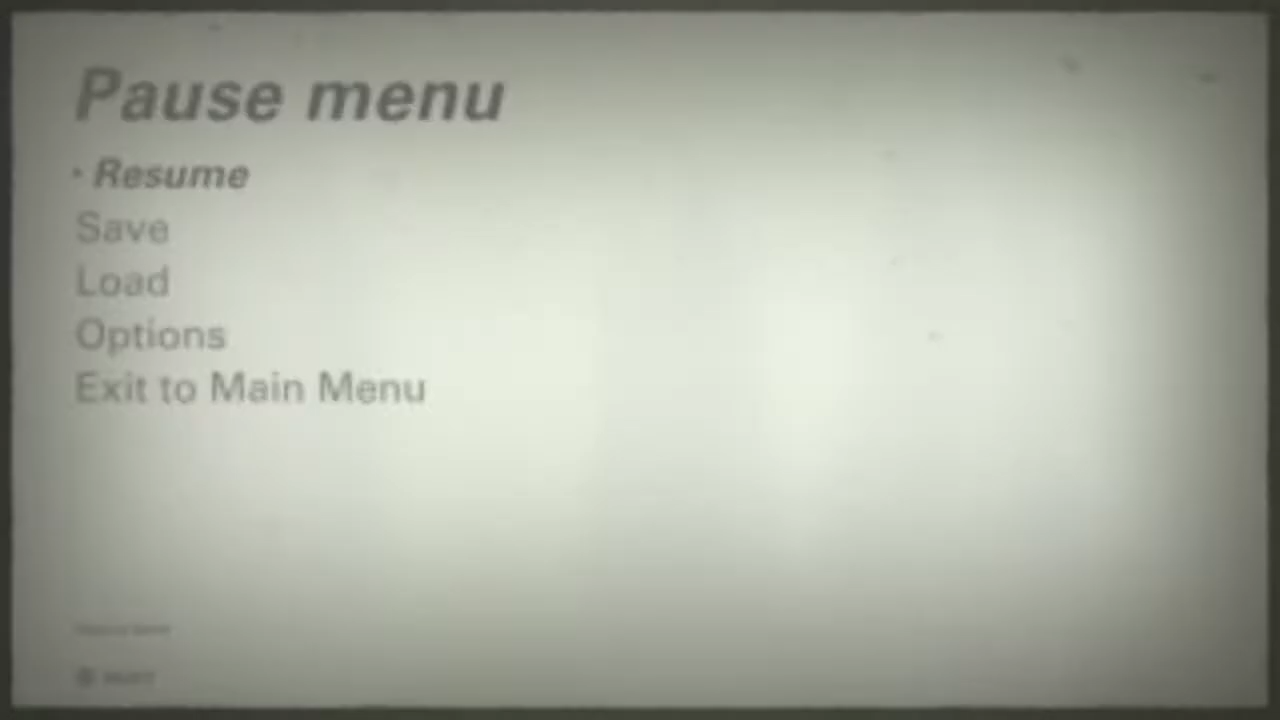 Pause menu
· Resume
Save
Load
Options
Exit to Main Menu